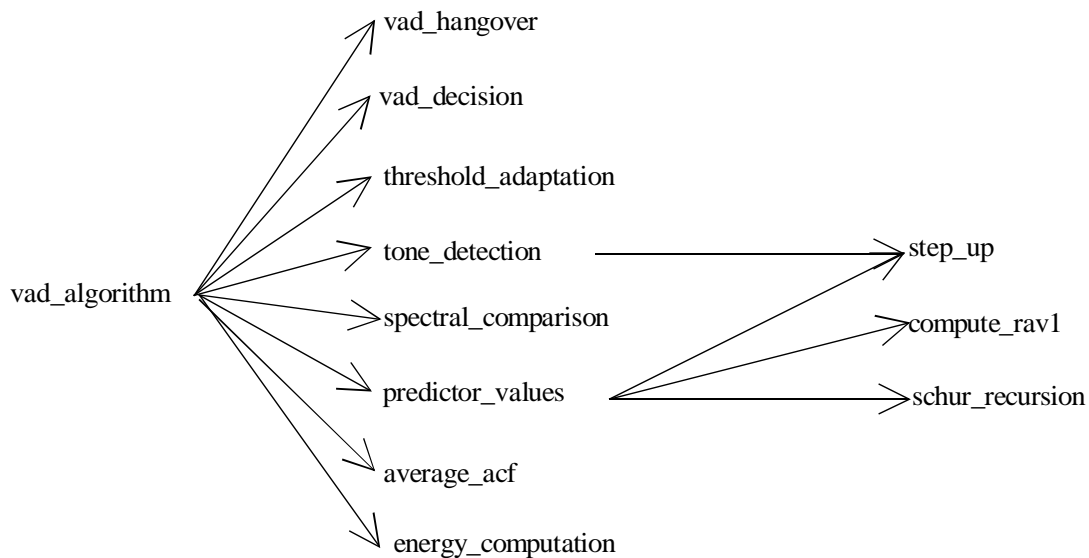 vad_hangover
vad_decision
threshold_adaptation
tone_detection
step_up
vad_algorithm
spectral_comparison
compute_rav1
predictor_values
schur_recursion
average_acf
energy_computation